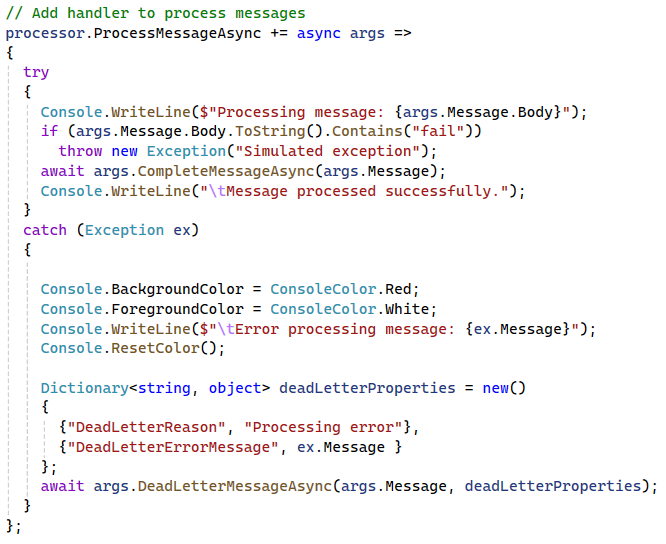 // Add handler to process messages
processor.ProcessMessageAsync += async args =>
{
  try
  {
    Console.WriteLine($"Processing message: {args.Message.Body}");
    if (args.Message.Body.ToString().Contains("fail"))
      throw new Exception("Simulated exception");
    await args.CompleteMessageAsync(args.Message);
    Console.WriteLine("\tMessage processed successfully.");
  }
  catch (Exception ex)
  {

    Console.BackgroundColor = ConsoleColor.Red;
    Console.ForegroundColor = ConsoleColor.White;
    Console.WriteLine($"\tError processing message: {ex.Message}");
    Console.ResetColor();

    Dictionary<string, object> deadLetterProperties = new()
    {
      {"DeadLetterReason", "Processing error"},
      {"DeadLetterErrorMessage", ex.Message }
    };
    await args.DeadLetterMessageAsync(args.Message, deadLetterProperties);
  }
};